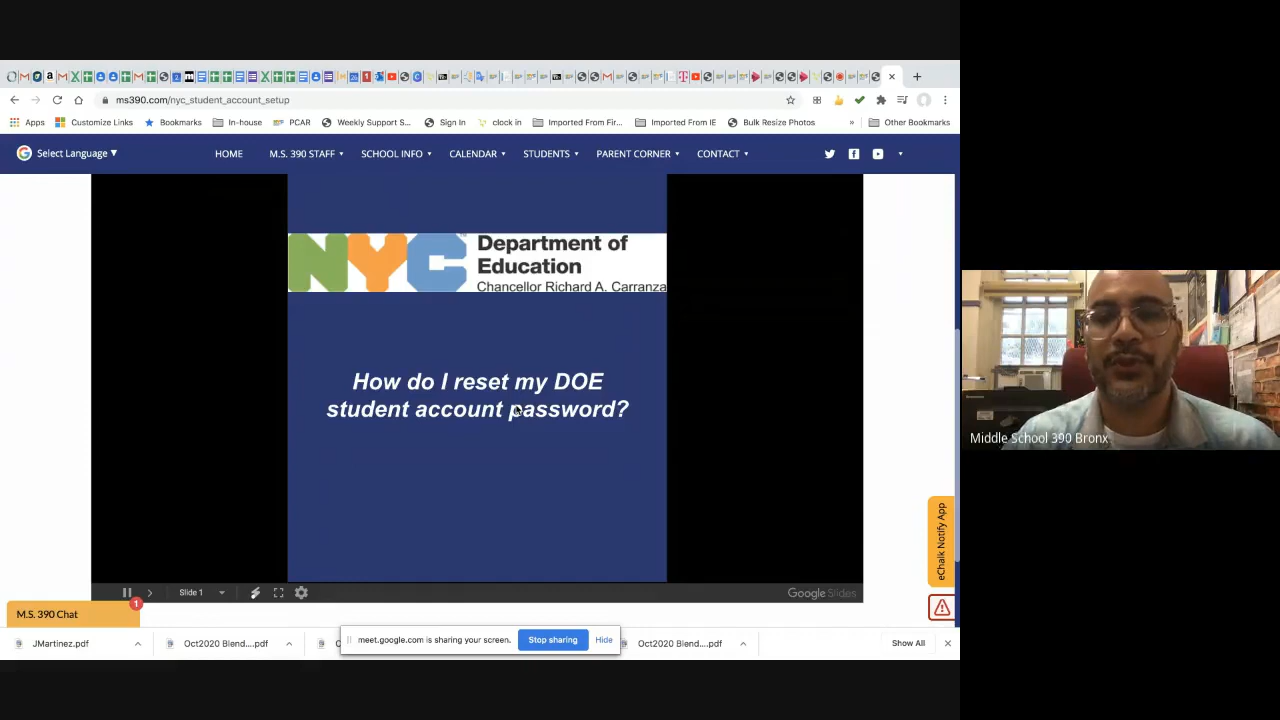 ms390.com/nyc_student_account_setup
Apps
Customize Links
Bookmarks
In-house
PCAR
Weekly Support S...
Sign In
clock in
Imported From Fir...
Imported From IE
Bulk Resize Photos
»
Other Bookmarks
Select Language ▼
HOME
M.S. 390 STAFF
SCHOOL INFO
CALENDAR
STUDENTS
PARENT CORNER
CONTACT
NYC
Department of
Education
Chancellor Richard A. Carranza
How do I reset my DOE
student account password?
Middle School 390 Bronx
eChalk Notify App
Slide 1
Google Slides
M.S. 390 Chat
1
JMartinez.pdf
Oct2020 Blend....pdf
meet.google.com is sharing your screen.
Stop sharing
Hide
Oct2020 Blend....pdf
Show All